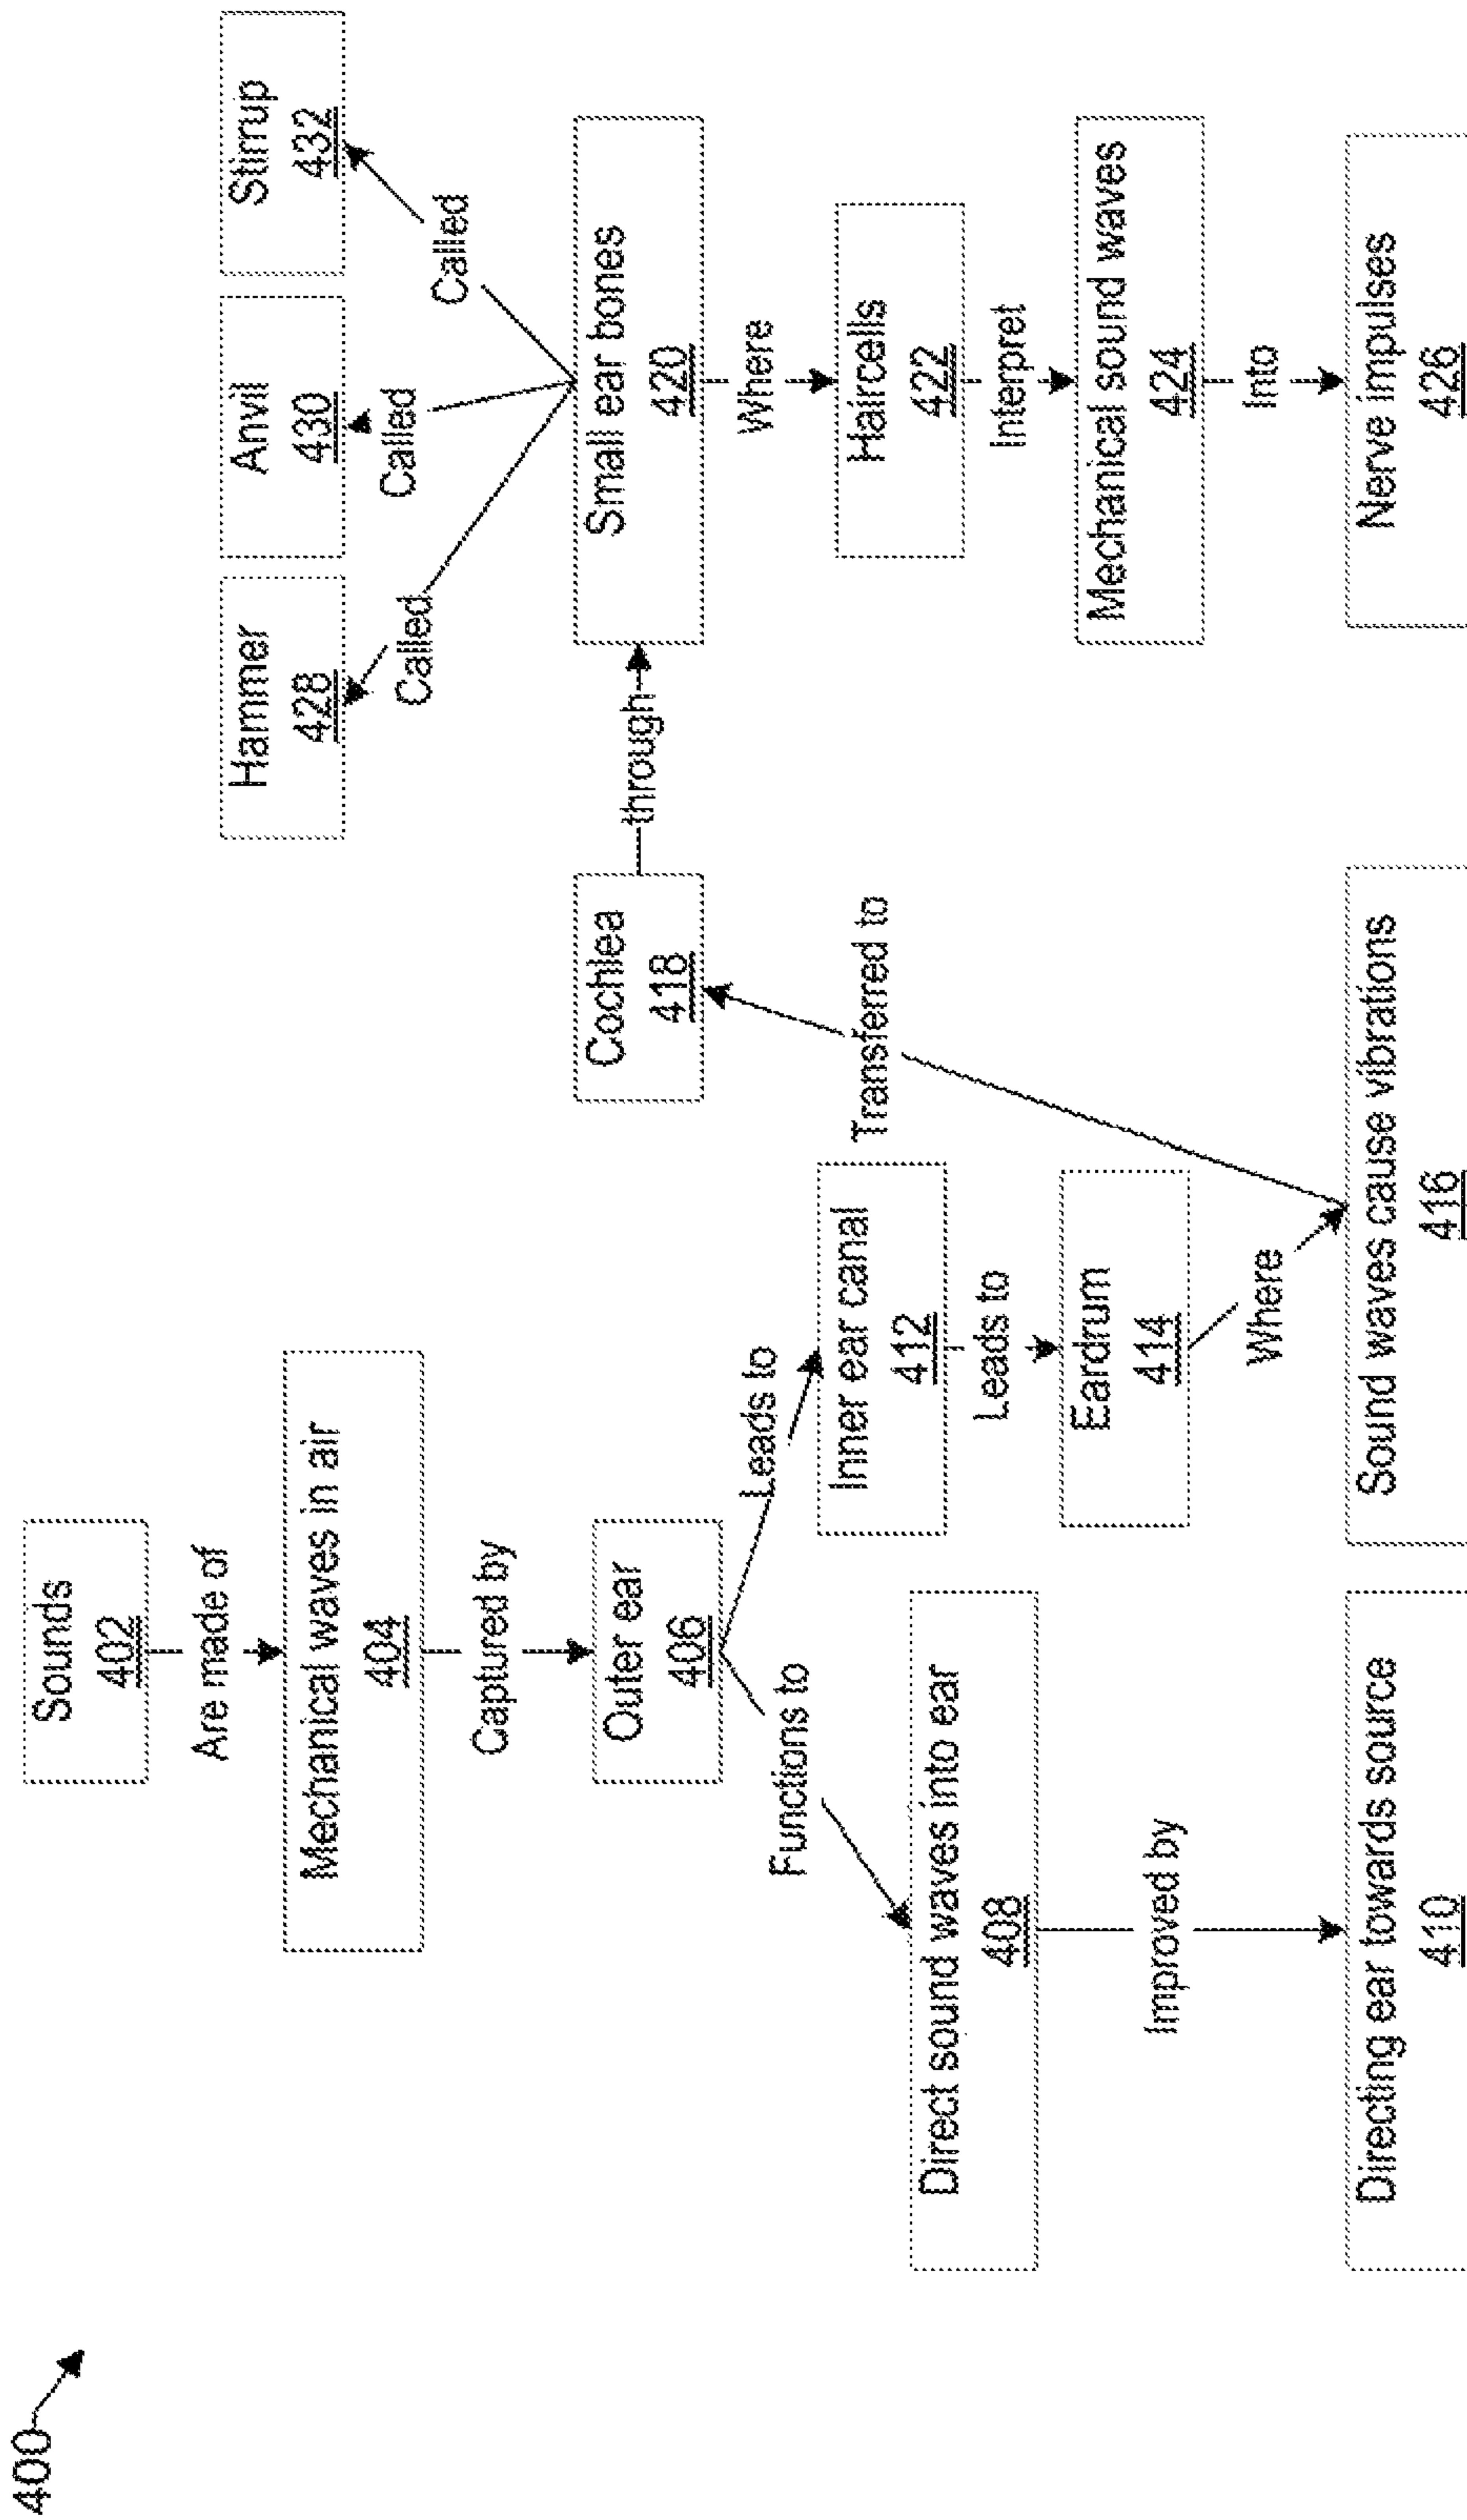 400
Sounds
402
Are made of
Mechanical waves in air
404
Captured by
Outer ear
406
Functions to
Leads to
Direct sound waves into ear
408
Improved by
Directing ear towards source
410
Inner ear canal
412
Leads to
Eardrum
414
Where
Sound waves cause vibrations
416
Transferred to
Cochlea
418
through
Small ear bones
420
Called
Called
Called
Hammer
428
Anvil
430
Stirrup
432
Where
Haircells
422
Interpret
Mechanical sound waves
424
Into
Nerve impulses
426